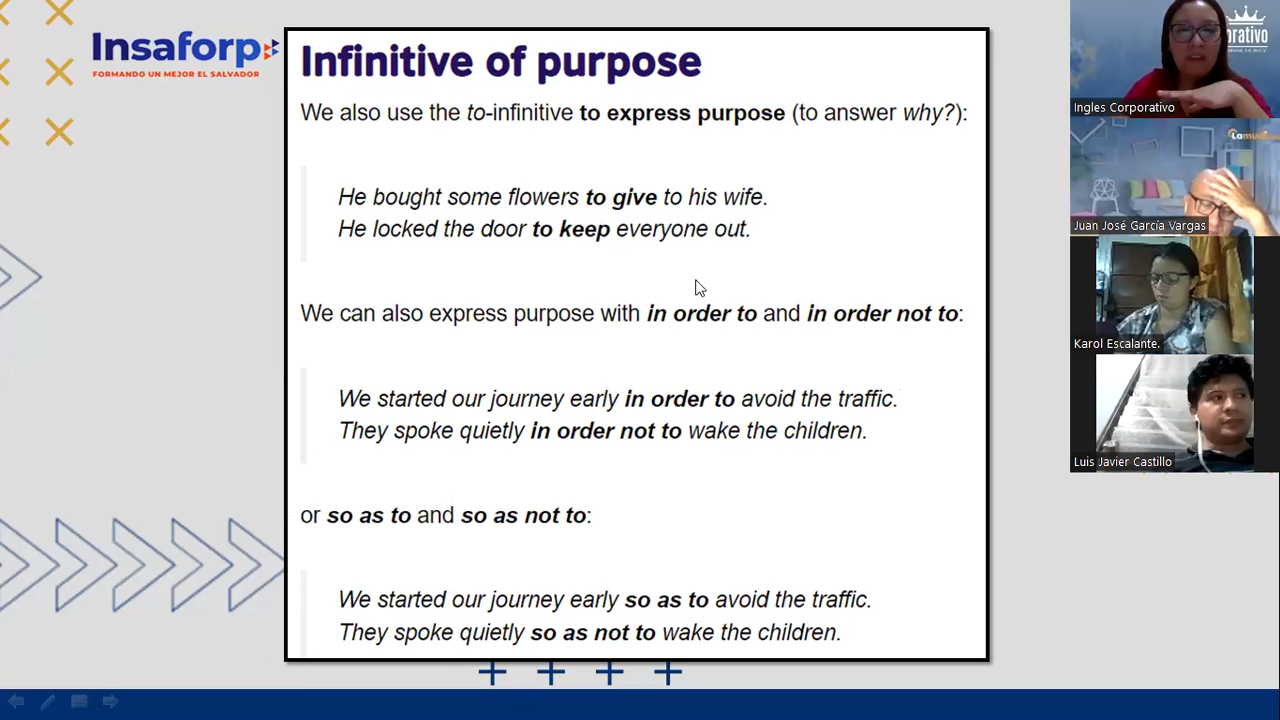 Insaforp
FORMANDO UN MEJOR EL SALVADOR
Infinitive of purpose
We also use the to-infinitive to express purpose (to answer why?):
He bought some flowers to give to his wife.
He locked the door to keep everyone out.
We can also express purpose with in order to and in order not to:
We started our journey early in order to avoid the traffic.
They spoke quietly in order not to wake the children.
or so as to and so as not to:
We started our journey early so as to avoid the traffic.
They spoke quietly so as not to wake the children.
Ingles Corporativo
Juan José García Vargas
Karol Escalante.
Luis Javier Castillo